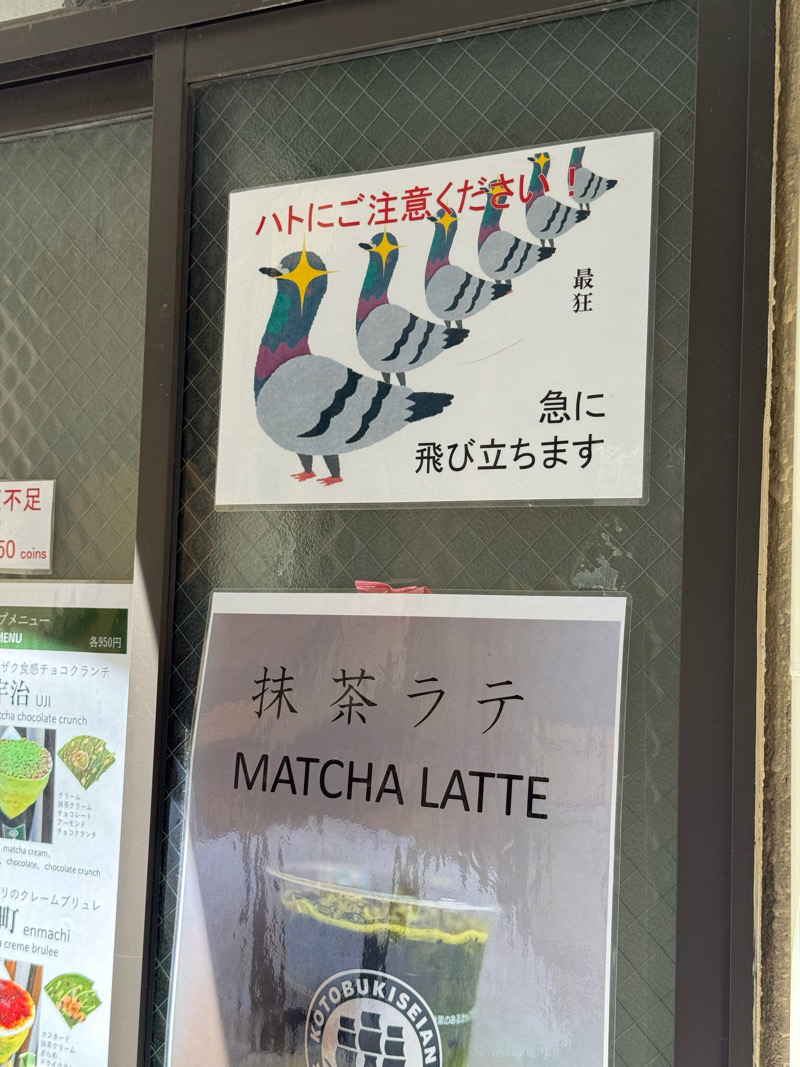 ハトにご注意ください！
最狂
急に
飛び立ちます
不足
50 coins
プメニュー
MENU
各950円
ザク食感チョコクランチ
宇治 UJI
tcha chocolate crunch
クリーム
抹茶クリーム
チョコレート
アーモンド
チョコクランチ
matcha cream,
, chocolate, chocolate crunch
リのクレームブリュレ
町 enmachi
creme brulee
カスタード
抹茶クリーム
ざらめ
抹茶ラテ
MATCHA LATTE
KOTOBUKISEIAN